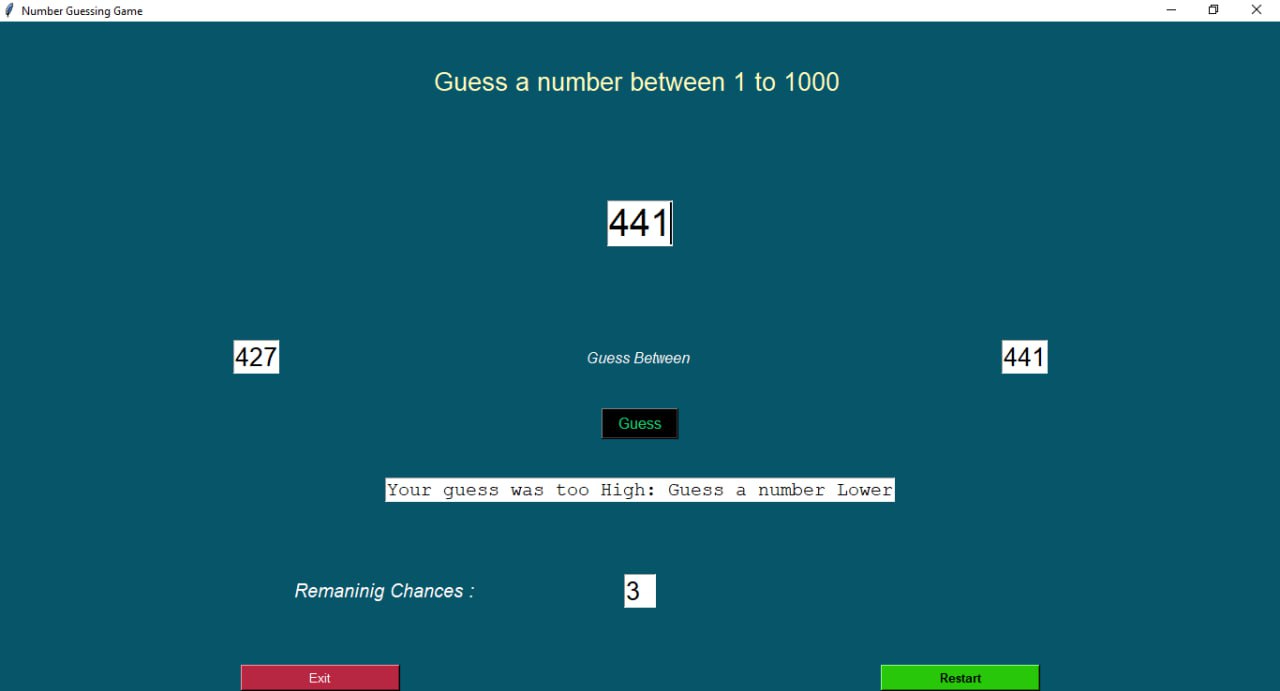 Number Guessing Game
Guess a number between 1 to 1000
441
427 Guess Between 441
Guess
Your guess was too High: Guess a number Lower
Remaninig Chances : 3
Exit Restart